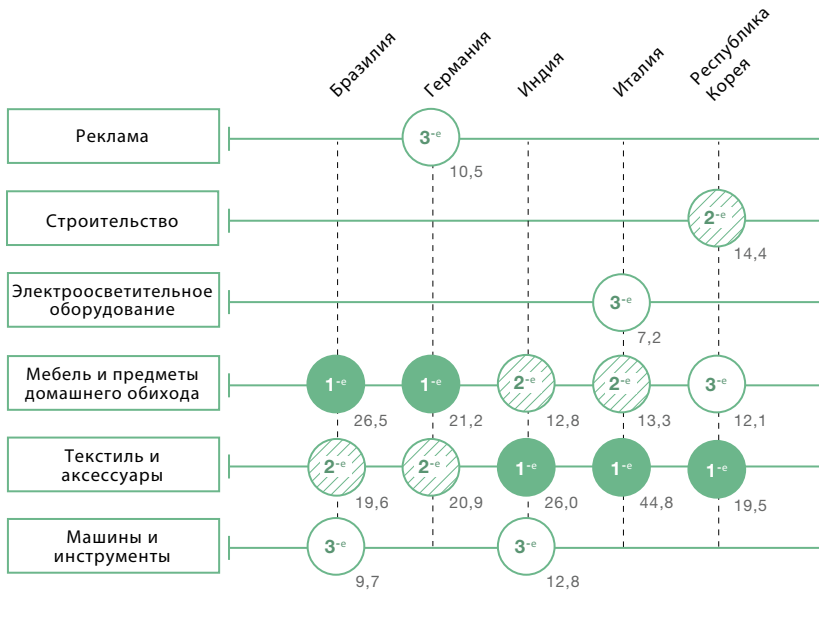 Бразилия
Германия
Индия
Италия
Республика
Корея
Реклама
3-е
10,5
Строительство
2-е
14,4
Электроосветительное
оборудование
3-е
7,2
Мебель и предметы
домашнего обихода
1-е
26,5
1-е
21,2
2-е
12,8
2-е
13,3
3-е
12,1
Текстиль и
аксессуары
2-е
19,6
2-е
20,9
1-е
26,0
1-е
44,8
1-е
19,5
Машины и
инструменты
3-е
9,7
3-е
12,8